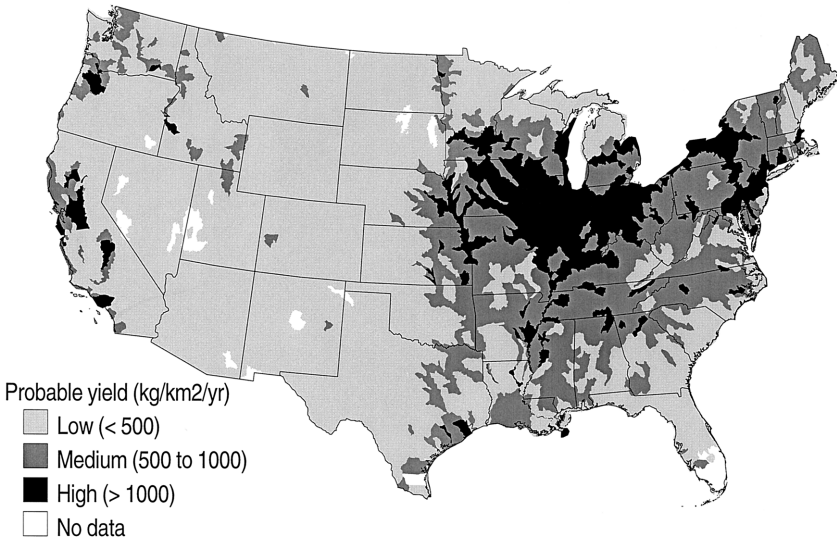 Probable yield (kg/km2/yr)
Low (< 500)
Medium (500 to 1000)
High (> 1000)
No data